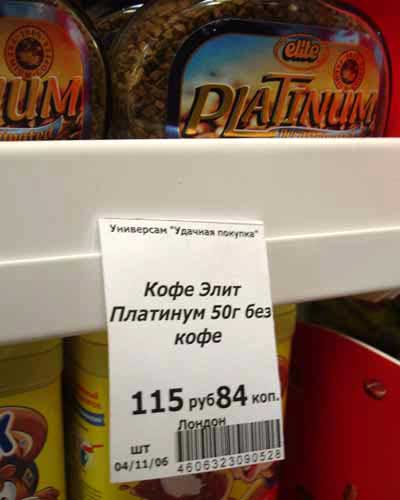 elite
NUM
PLATINUM
Универсам "Удачная покупка"
Кофе Элит
Платинум 50г без
кофе
115 руб 84 коп.
Лондон
шт
04/11/06
4606323090528